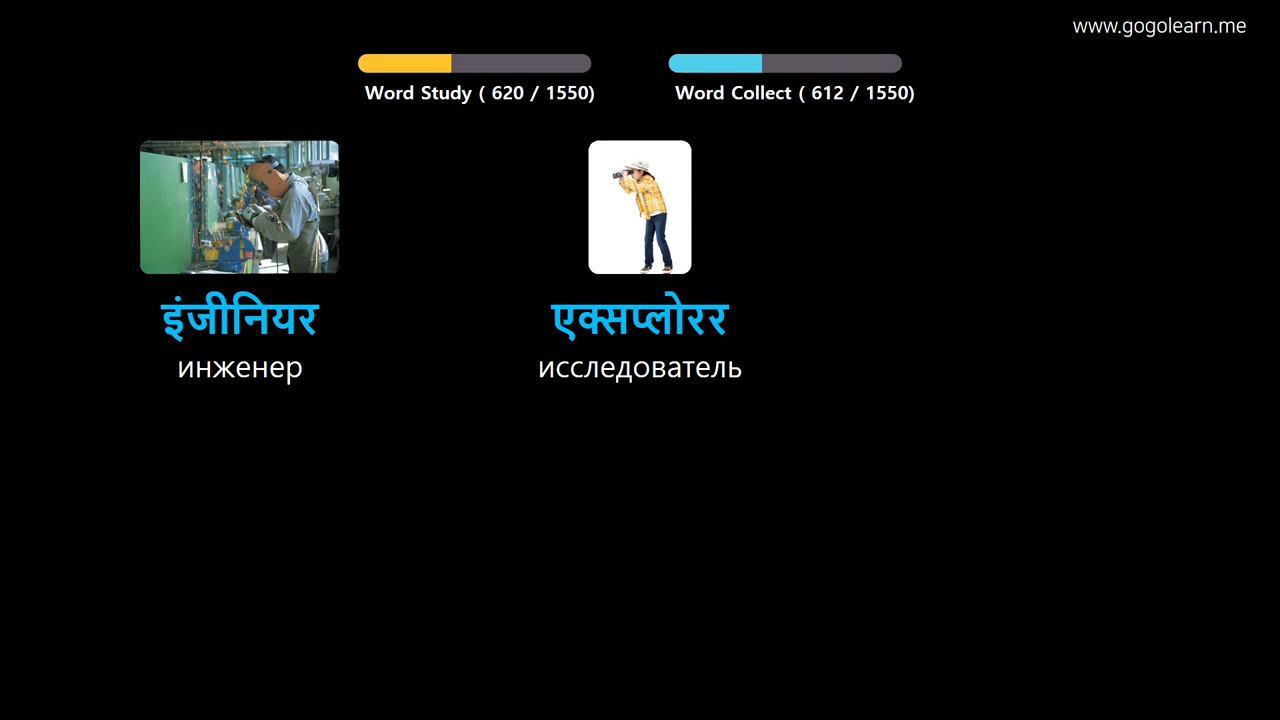 www.gogolearn.me
Word Study ( 620 / 1550)
Word Collect ( 612 / 1550)
इंजीनियर
инженер
एक्सप्लोरर
исследователь